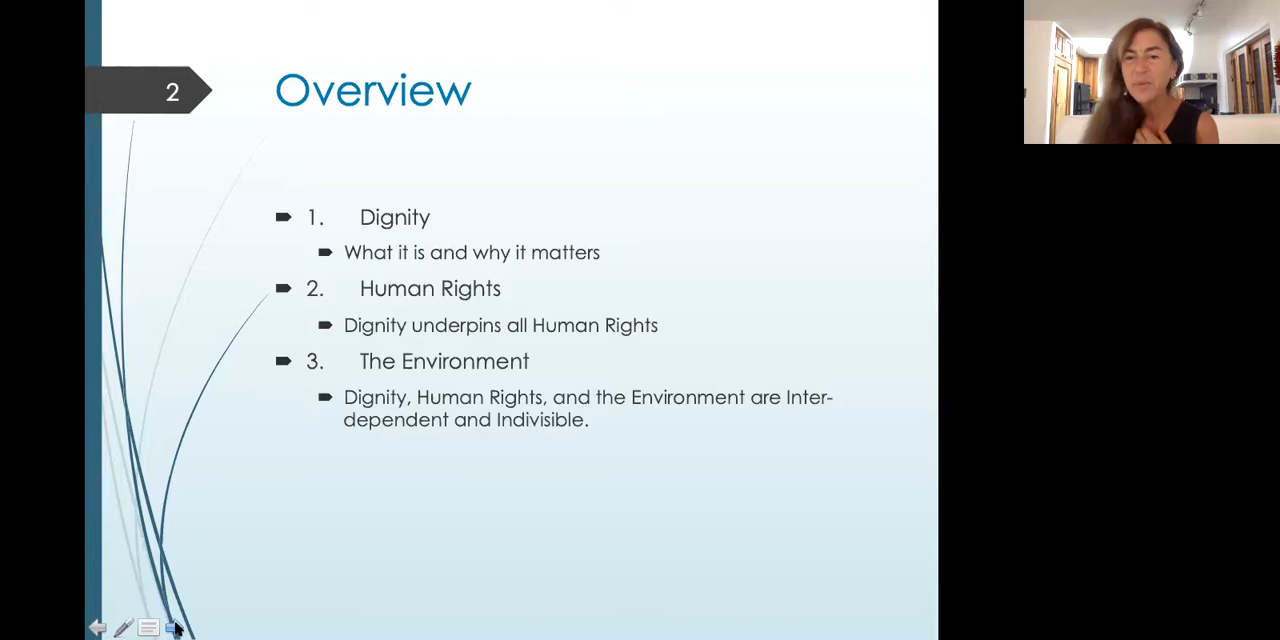 2
Overview
1. Dignity
What it is and why it matters
2. Human Rights
Dignity underpins all Human Rights
3. The Environment
Dignity, Human Rights, and the Environment are Inter-
dependent and Indivisible.